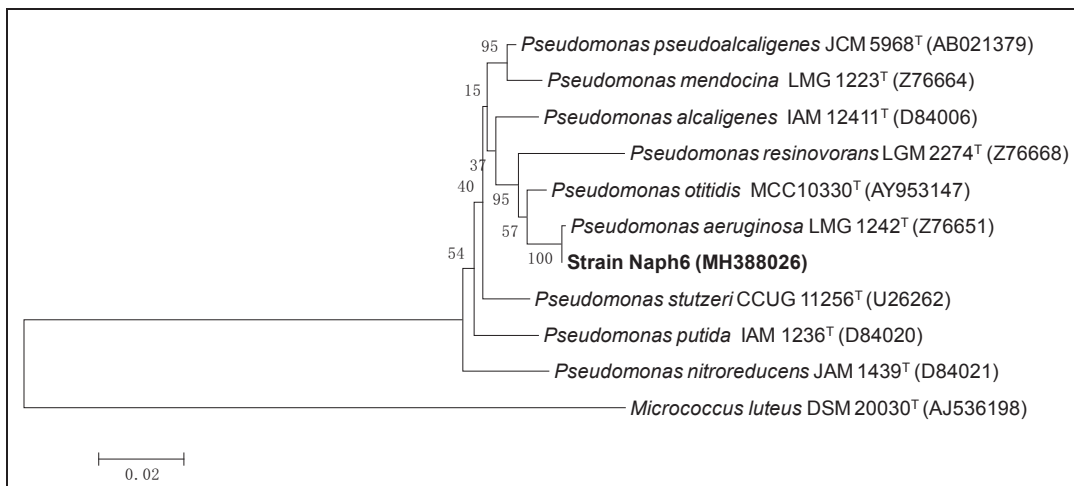 95
Pseudomonas pseudoalcaligenes JCM 5968ᵀ (AB021379)
Pseudomonas mendocina LMG 1223ᵀ (Z76664)
15
Pseudomonas alcaligenes IAM 12411ᵀ (D84006)
Pseudomonas resinovorans LGM 2274ᵀ (Z76668)
37
40
Pseudomonas otitidis MCC10330ᵀ (AY953147)
95
Pseudomonas aeruginosa LMG 1242ᵀ (Z76651)
57
54
100
Strain Naph6 (MH388026)
Pseudomonas stutzeri CCUG 11256ᵀ (U26262)
Pseudomonas putida IAM 1236ᵀ (D84020)
Pseudomonas nitroreducens JAM 1439ᵀ (D84021)
Micrococcus luteus DSM 20030ᵀ (AJ536198)
0.02